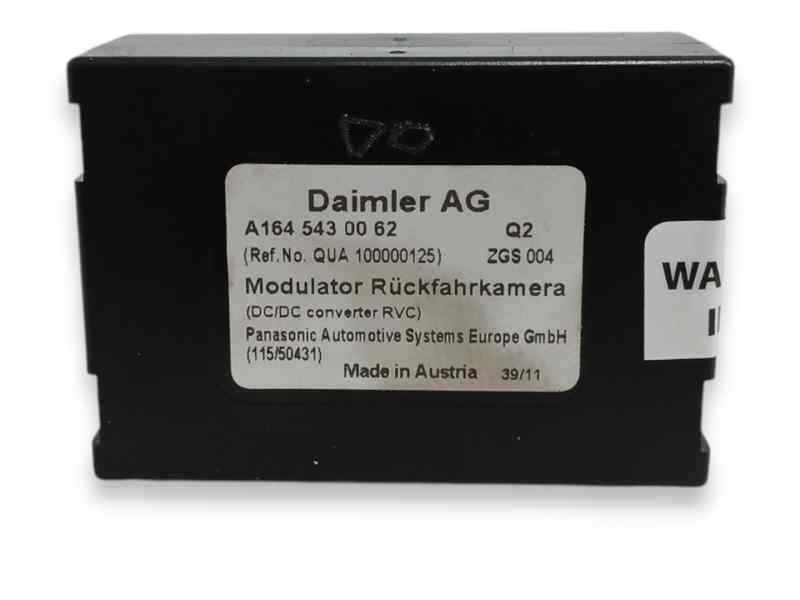 DO
Daimler AG
A164 543 00 62 Q2
(Ref.No. QUA 100000125) ZGS 004
Modulator Rückfahrkamera
(DC/DC converter RVC)
Panasonic Automotive Systems Europe GmbH
(115/50431)
Made in Austria 39/11
WA